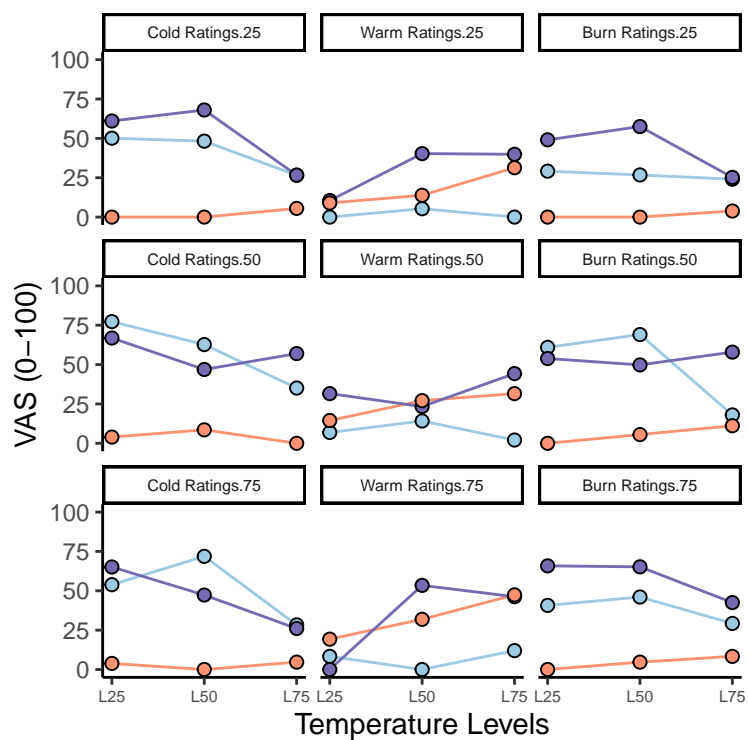 Cold Ratings.25
Warm Ratings.25
Burn Ratings.25
100
75
50
25
0
Cold Ratings.50
Warm Ratings.50
Burn Ratings.50
100
75
50
25
0
Cold Ratings.75
Warm Ratings.75
Burn Ratings.75
100
75
50
25
0
VAS (0−100)
L25 L50 L75 L25 L50 L75 L25 L50 L75
Temperature Levels